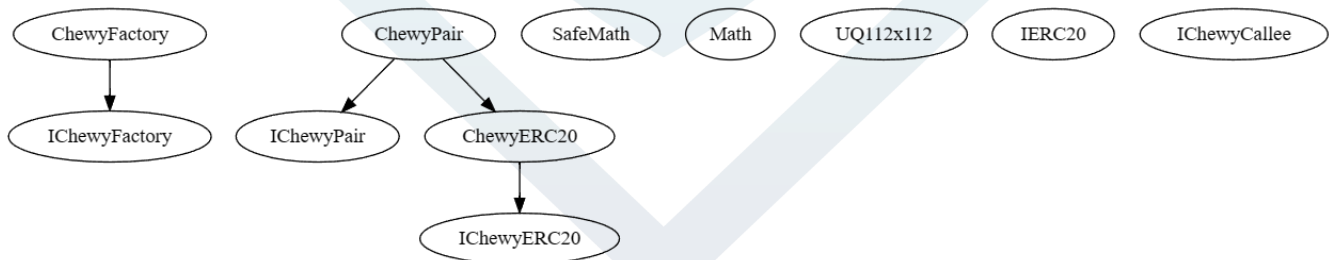 ChewyFactory ChewyPair SafeMath Math UQ112x112 IERC20 IChewyCallee
IChewyFactory IChewyPair ChewyERC20
IChewyERC20